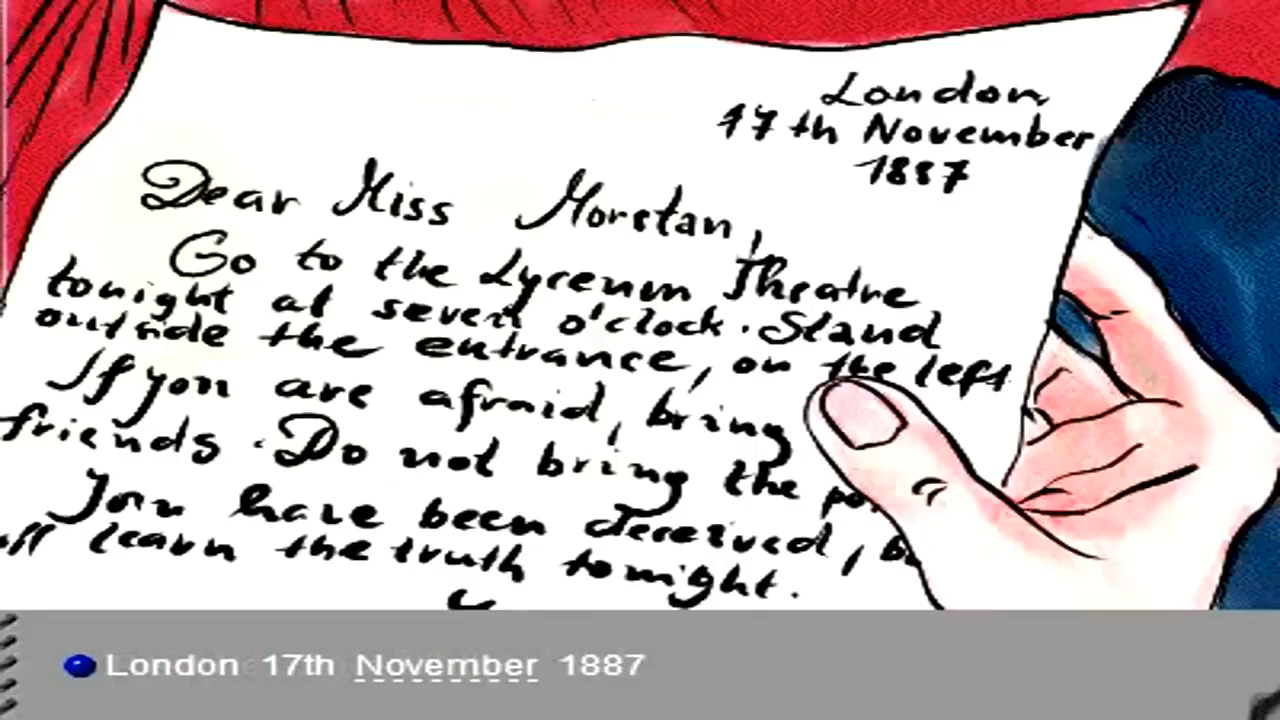 London
17th November
1887
Dear Miss Morstan,
Go to the Lyceum Theatre
tonight at seven o'clock. Stand
outside the entrance, on the left
If you are afraid, bring
friends. Do not bring the
You have been deceived,
learn the truth tonight.
London 17th November 1887